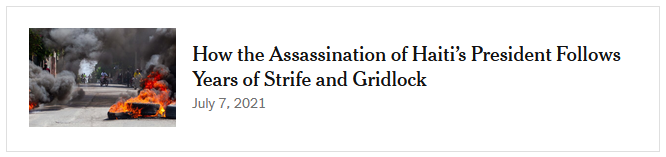 How the Assassination of Haiti’s President Follows
Years of Strife and Gridlock
July 7, 2021